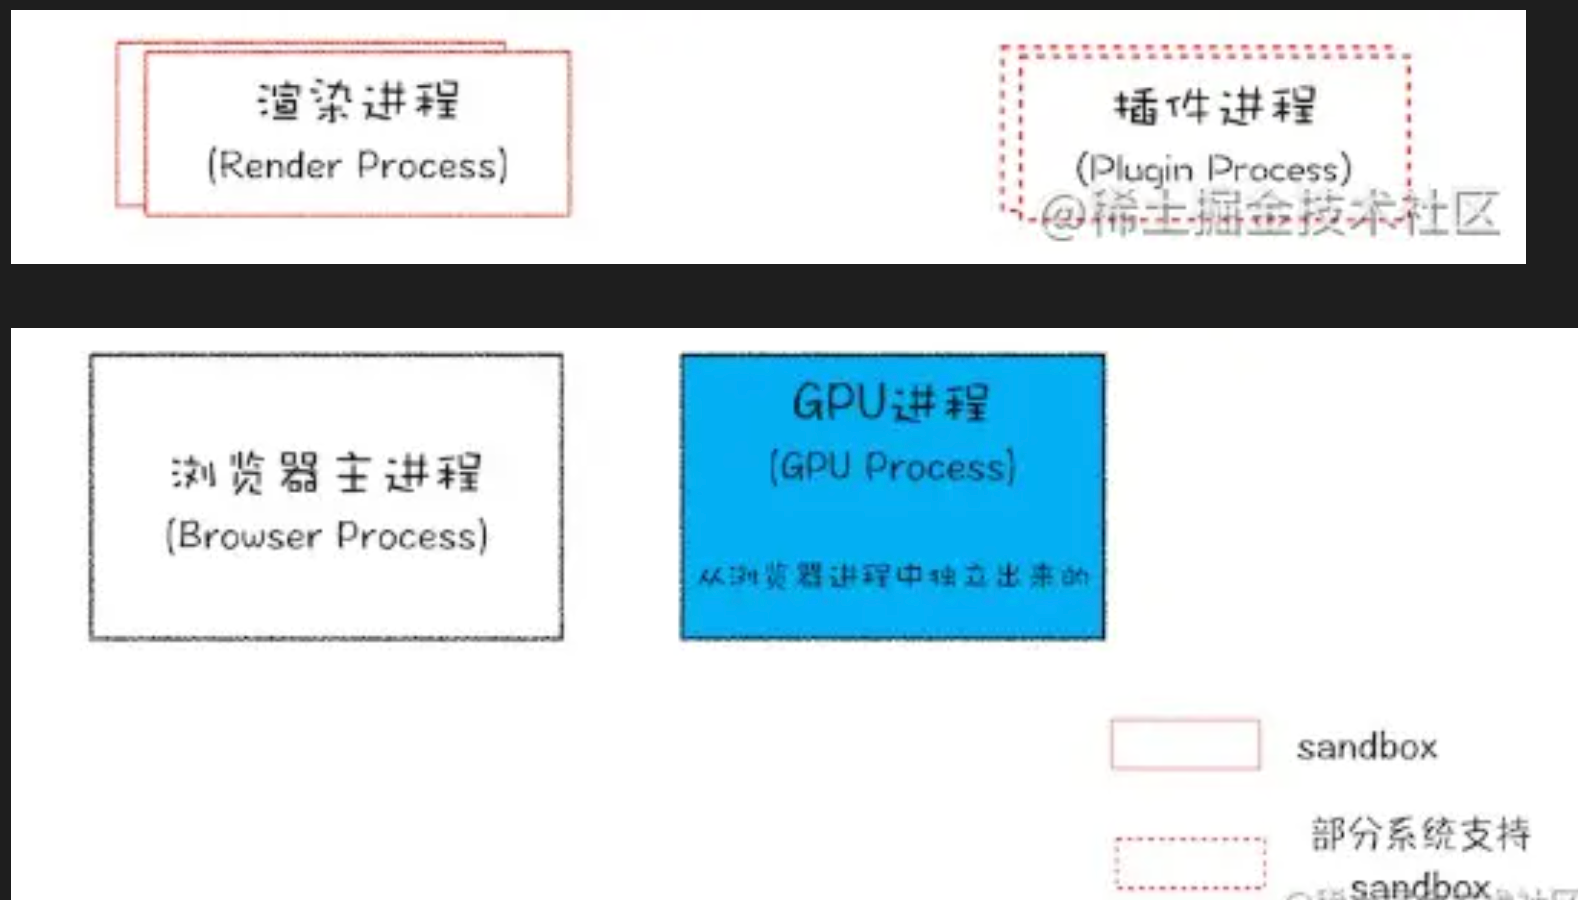 渲染进程
(Render Process)
插件进程
(Plugin Process)
@稀土掘金技术社区
浏览器主进程
(Browser Process)
GPU进程
(GPU Process)
从浏览器进程中独立出来的
sandbox
部分系统支持
sandbox